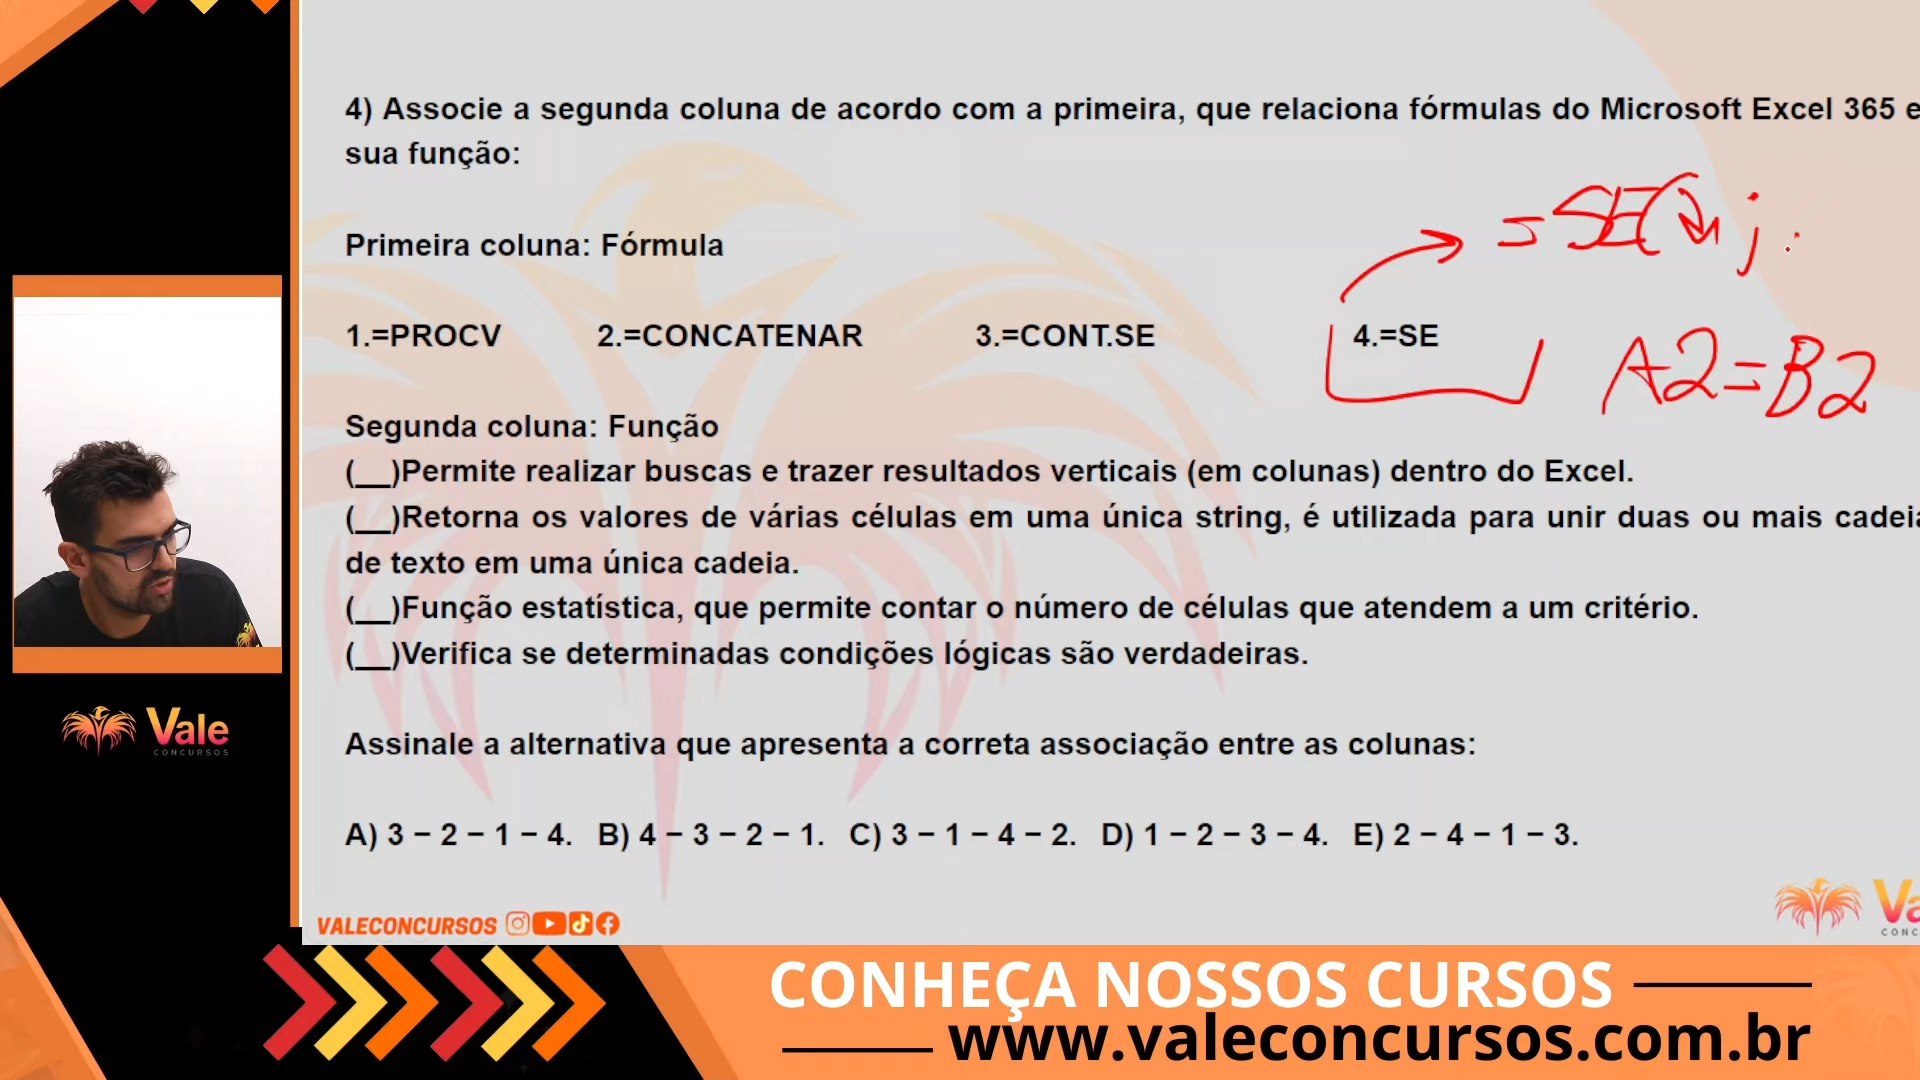 4) Associe a segunda coluna de acordo com a primeira, que relaciona fórmulas do Microsoft Excel 365 e
sua função:
=SE(
;
Primeira coluna: Fórmula
1.=PROCV 2.=CONCATENAR 3.=CONT.SE 4.=SE
A2=B2
Segunda coluna: Função
(__)Permite realizar buscas e trazer resultados verticais (em colunas) dentro do Excel.
(__)Retorna os valores de várias células em uma única string, é utilizada para unir duas ou mais cadeia
de texto em uma única cadeia.
(__)Função estatística, que permite contar o número de células que atendem a um critério.
(__)Verifica se determinadas condições lógicas são verdadeiras.
Assinale a alternativa que apresenta a correta associação entre as colunas:
A) 3 – 2 – 1 – 4. B) 4 – 3 – 2 – 1. C) 3 – 1 – 4 – 2. D) 1 – 2 – 3 – 4. E) 2 – 4 – 1 – 3.
Vale
CONCURSOS
VALECONCURSOS
Va
CONC
CONHEÇA NOSSOS CURSOS
www.valeconcursos.com.br